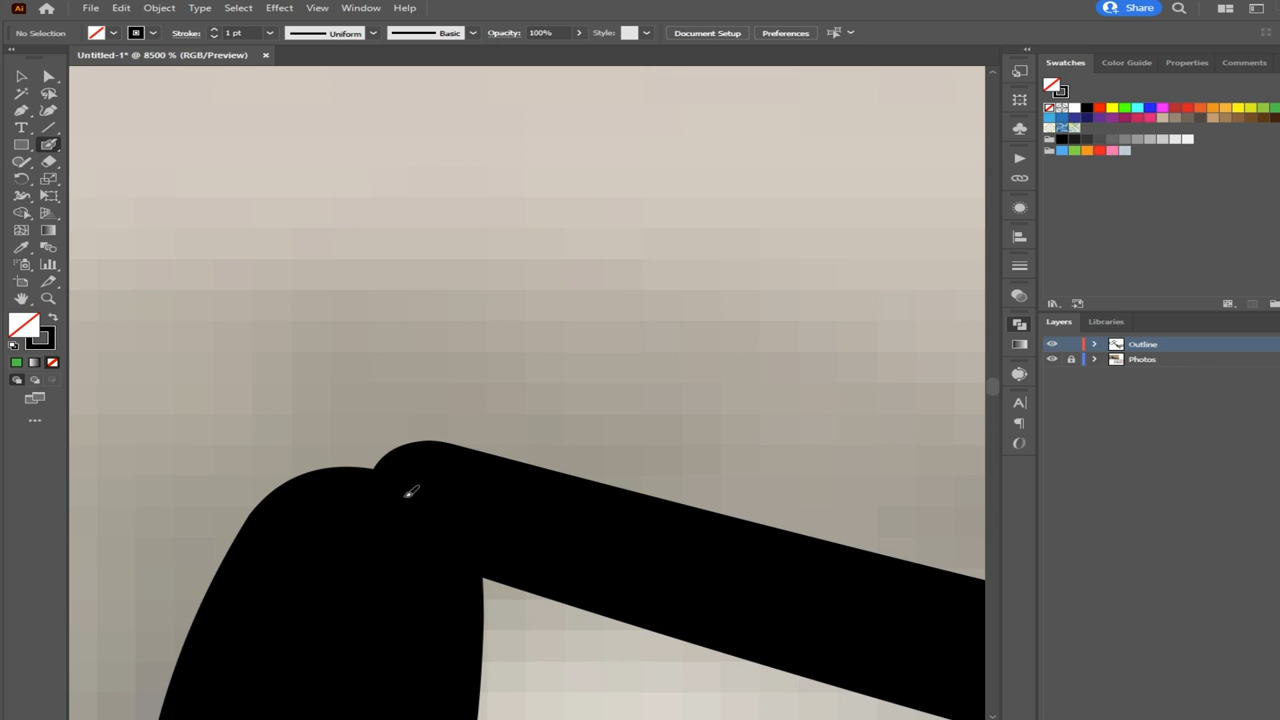 Ai File Edit Object Type Select Effect View Window Help Share
No Selection Stroke: 1 pt Uniform Basic Opacity: 100% Style: Document Setup Preferences
Untitled-1* @ 8500 % (RGB/Preview) ×
Swatches Color Guide Properties Comments
Layers Libraries
Outline
Photos